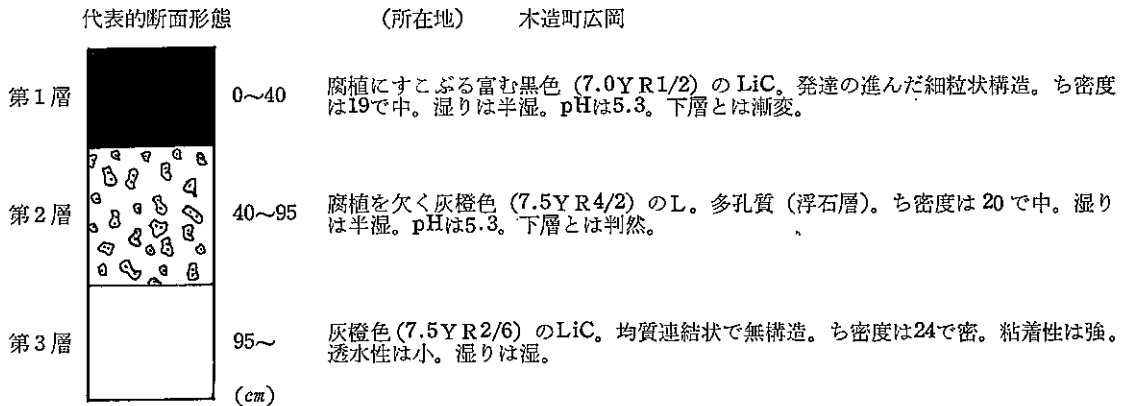 代表的断面形態 (所在地) 木造町広岡
第1層 0〜40 腐植にすこぶる富む黒色 (7.0YR1/2) のLiC。発達の進んだ細粒状構造。ち密度
は19で中。湿りは半湿。pHは5.3。下層とは漸変。
第2層 40〜95 腐植を欠く灰橙色 (7.5YR4/2) のL。多孔質 (浮石層)。ち密度は20で中。湿り
は半湿。pHは5.3。下層とは判然。
第3層 95〜 灰橙色 (7.5YR2/6) のLiC。均質連結状で無構造。ち密度は24で密。粘着性は強。
透水性は小。湿りは湿。
(cm)